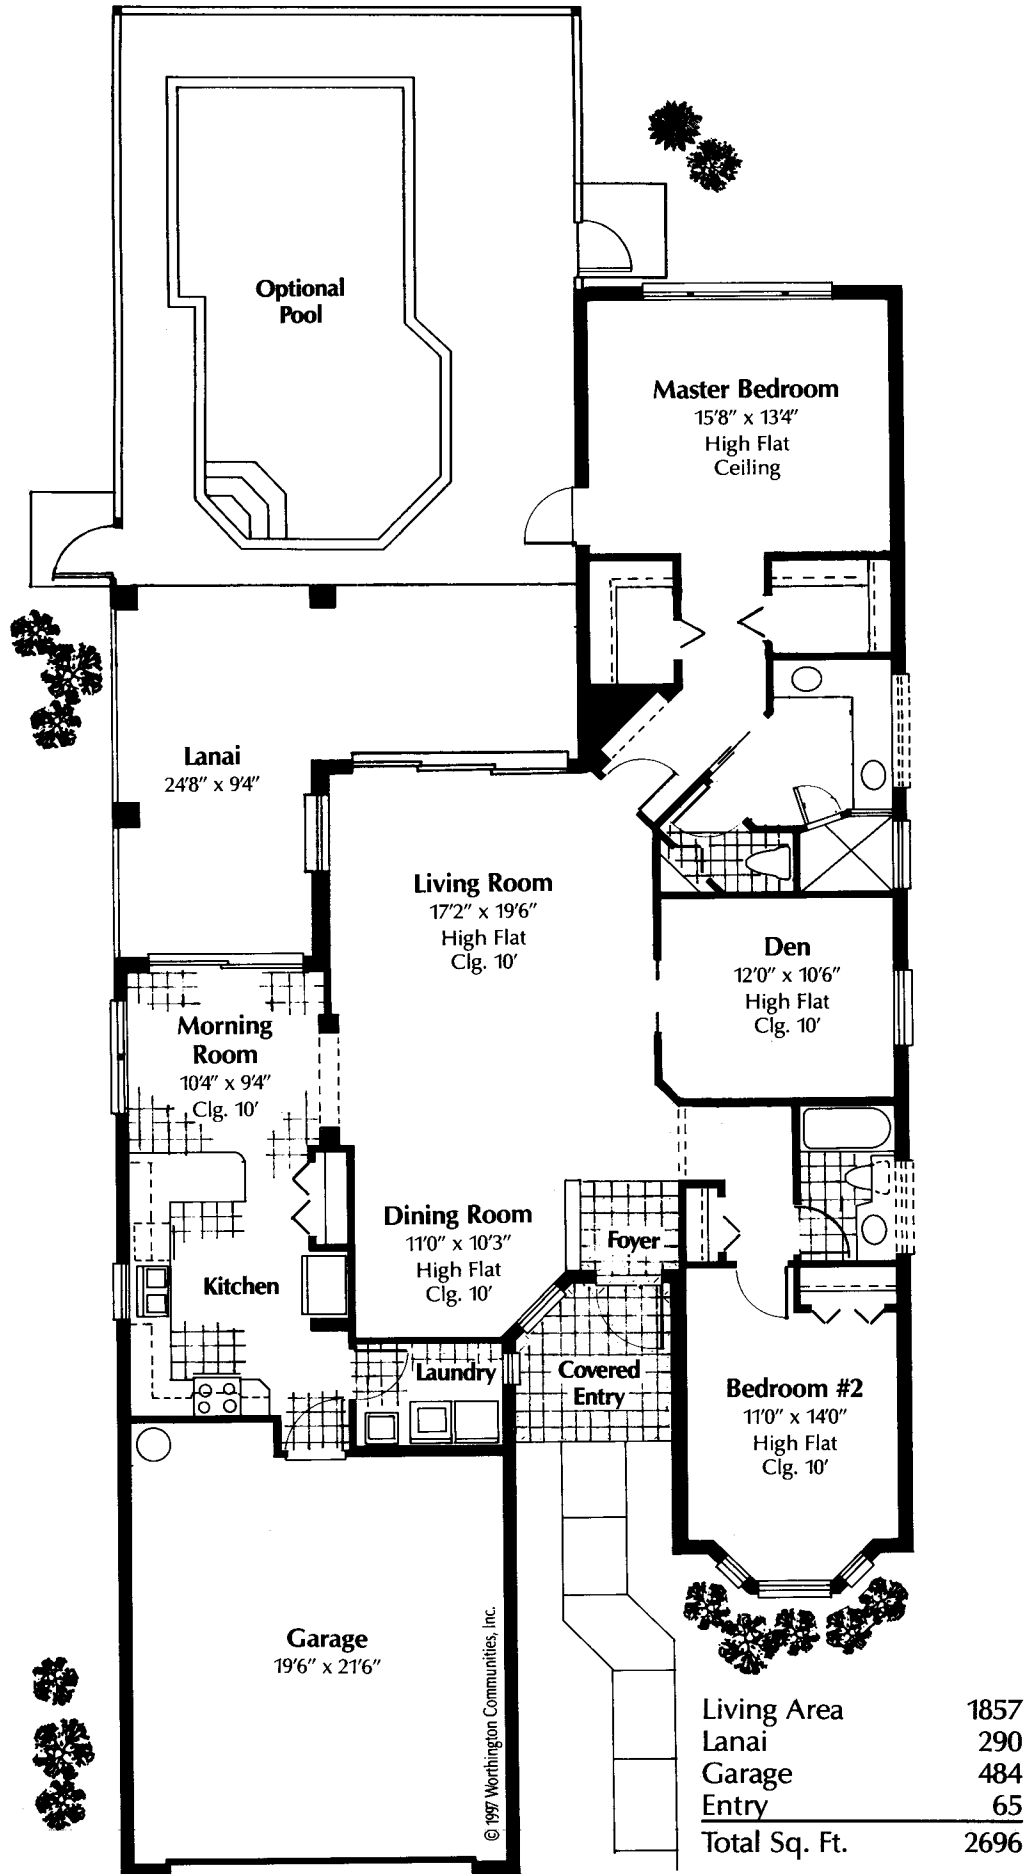 Optional
Pool
Master Bedroom
15'8" x 13'4"
High Flat
Ceiling
Lanai
24'8" x 9'4"
Living Room
17'2" x 19'6"
High Flat
Clg. 10'
Den
12'0" x 10'6"
High Flat
Clg. 10'
Morning
Room
10'4" x 9'4"
Clg. 10'
Dining Room
11'0" x 10'3"
High Flat
Clg. 10'
Foyer
Kitchen
Laundry
Covered
Entry
Bedroom #2
11'0" x 14'0"
High Flat
Clg. 10'
Garage
19'6" x 21'6"
© 1997 Worthington Communities, Inc.
Living Area 1857
Lanai 290
Garage 484
Entry 65
Total Sq. Ft. 2696